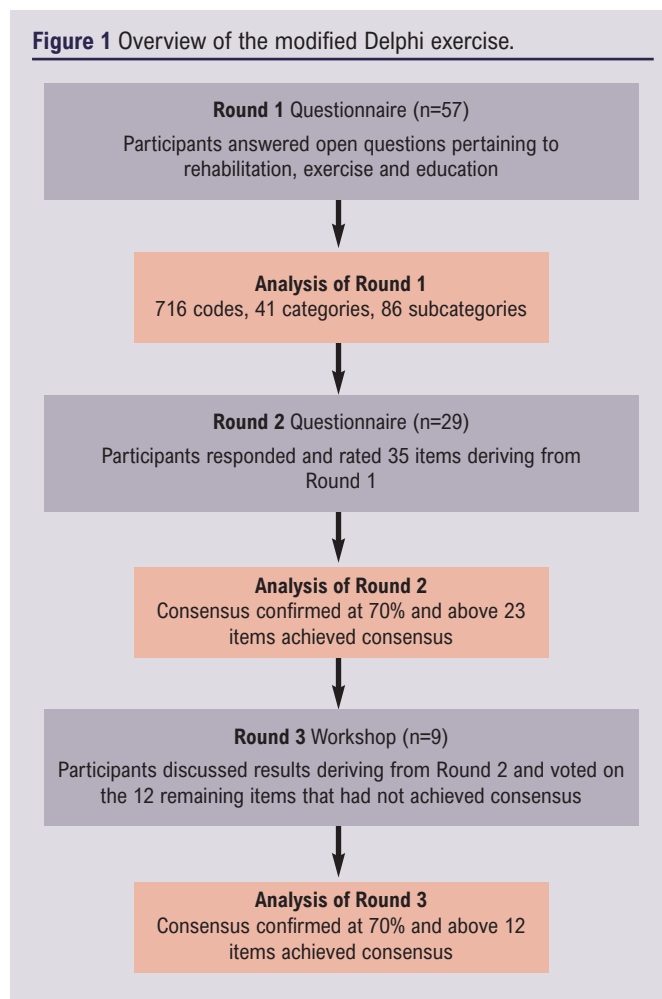 Figure 1 Overview of the modified Delphi exercise.
Round 1 Questionnaire (n=57)
Participants answered open questions pertaining to
rehabilitation, exercise and education
Analysis of Round 1
716 codes, 41 categories, 86 subcategories
Round 2 Questionnaire (n=29)
Participants responded and rated 35 items deriving from
Round 1
Analysis of Round 2
Consensus confirmed at 70% and above 23
items achieved consensus
Round 3 Workshop (n=9)
Participants discussed results deriving from Round 2 and voted on
the 12 remaining items that had not achieved consensus
Analysis of Round 3
Consensus confirmed at 70% and above 12
items achieved consensus